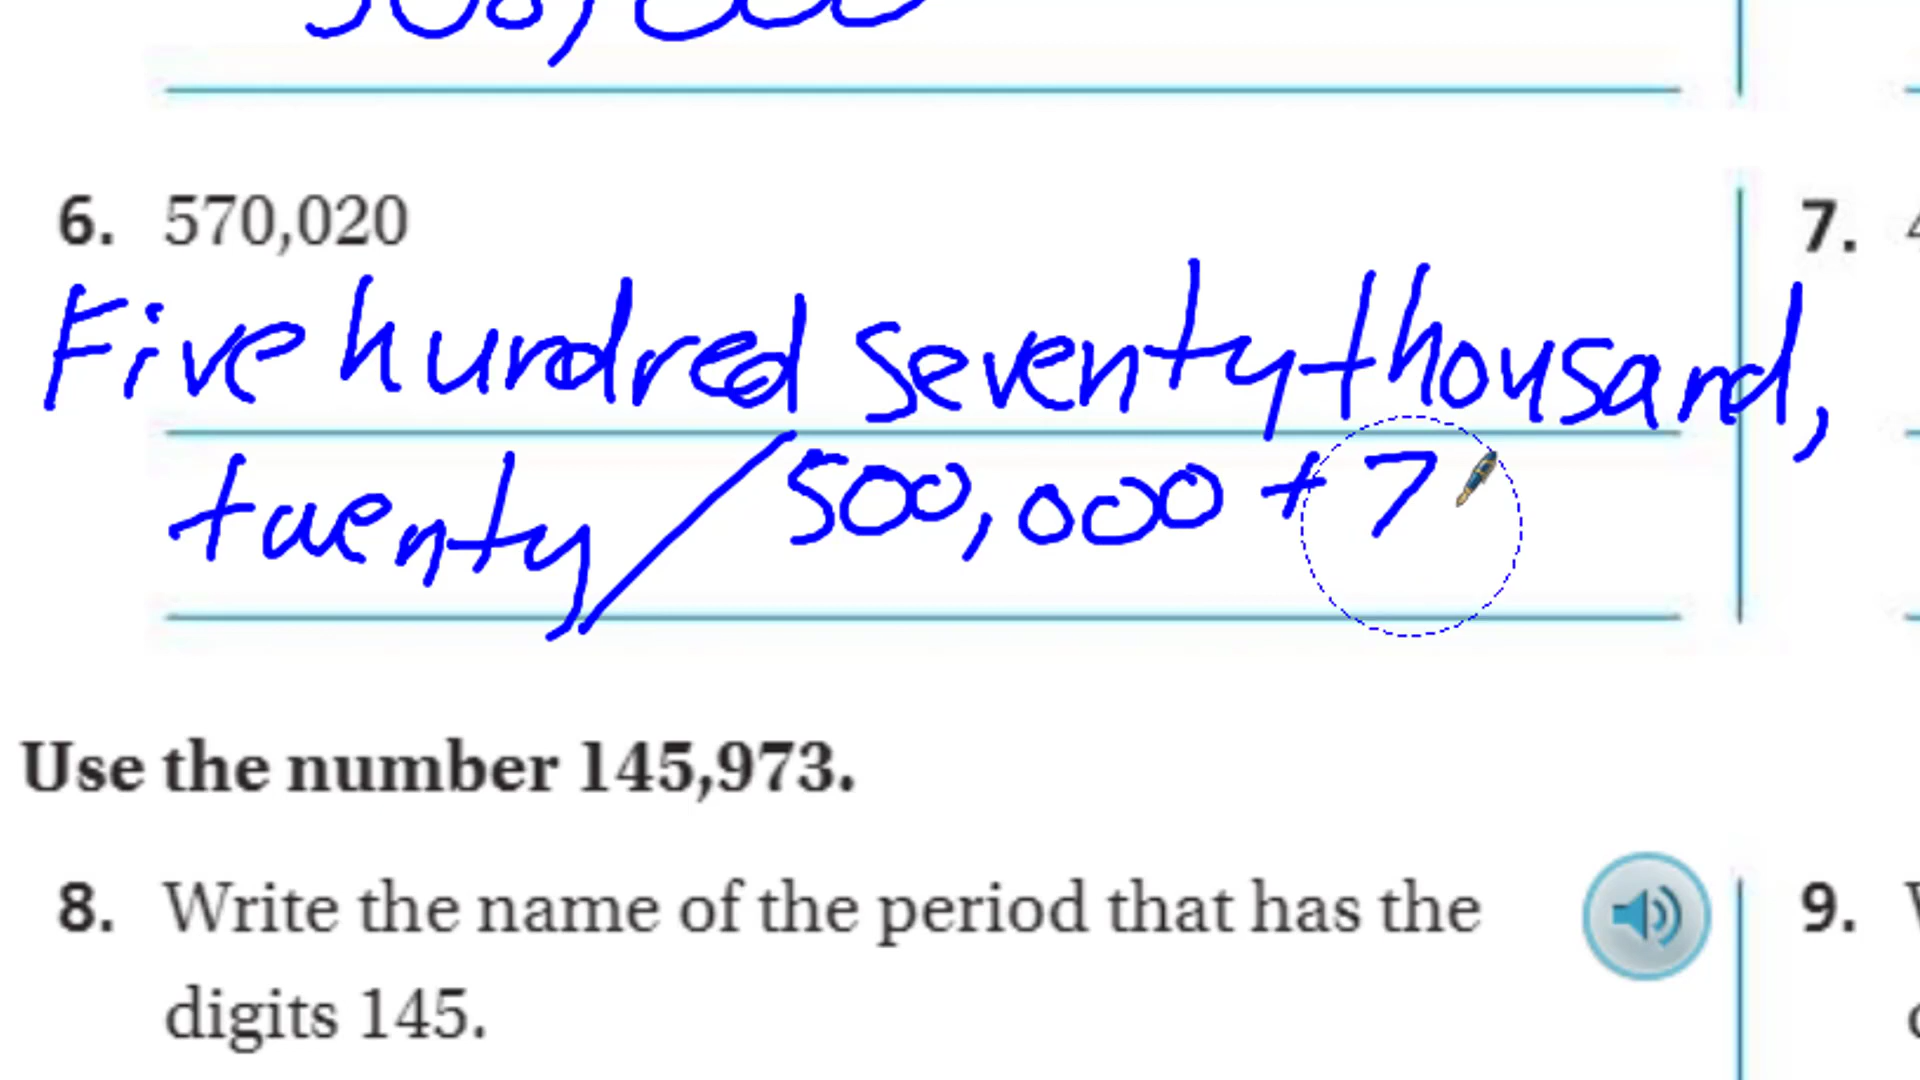 6. 570,020
7.
Five hundred seventy thousand,
twenty / 500,000 + 7
Use the number 145,973.
8. Write the name of the period that has the
digits 145.
9.